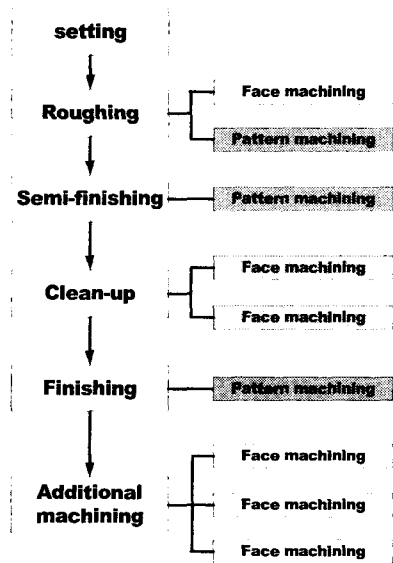 setting
Roughing
Face machining
Pattern machining
Semi-finishing
Pattern machining
Clean-up
Face machining
Face machining
Finishing
Pattern machining
Additional
machining
Face machining
Face machining
Face machining